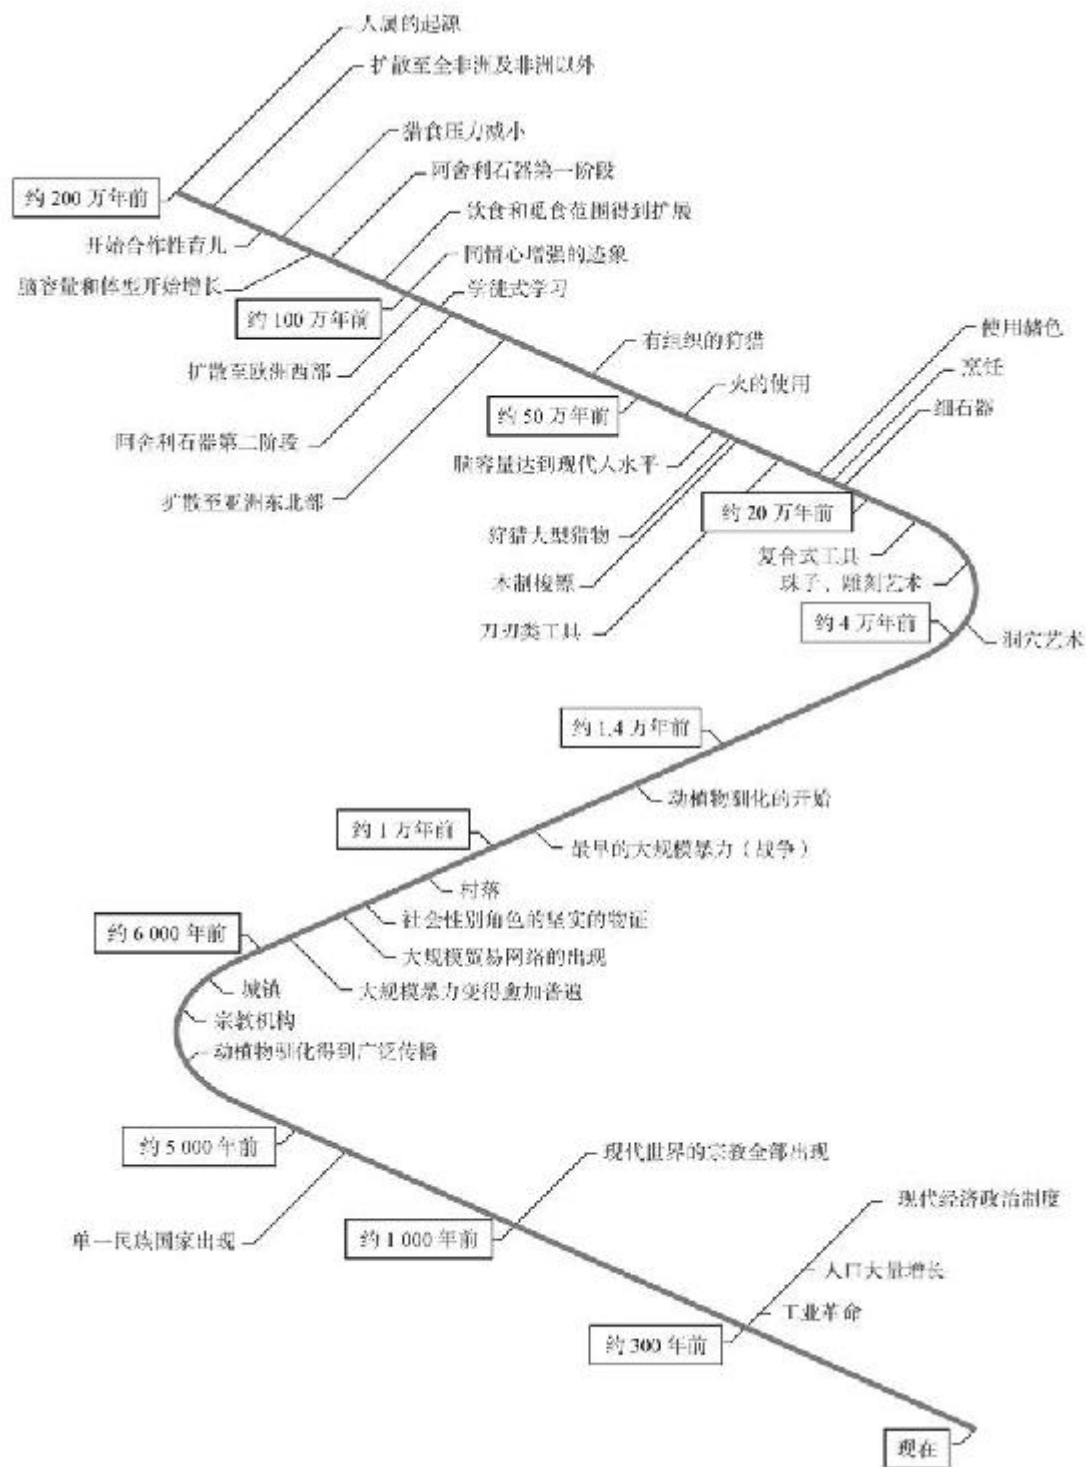 人属的起源
扩散至全非洲及非洲以外
猎食压力减小
阿舍利石器第一阶段
约 200 万年前
饮食和觅食范围得到扩展
开始合作性育儿
同情心增强的迹象
脑容量和体型开始增长
学徒式学习
约 100 万年前
使用赭色
有组织的狩猎
扩散至欧洲西部
烹饪
火的使用
细石器
约 50 万年前
阿舍利石器第二阶段
脑容量达到现代人水平
扩散至亚洲东北部
约 20 万年前
狩猎大型猎物
复合式工具
木制梭镖
珠子，雕刻艺术
约 4 万年前
刀刃类工具
洞穴艺术
约 1.4 万年前
动植物驯化的开始
约 1 万年前
最早的大规模暴力（战争）
村落
社会性别角色的坚实的物证
约 6 000 年前
大规模贸易网络的出现
城镇
大规模暴力变得愈加普遍
宗教机构
动植物驯化得到广泛传播
约 5 000 年前
现代世界的宗教全部出现
现代经济政治制度
单一民族国家出现
约 1 000 年前
人口大量增长
工业革命
约 300 年前
现在